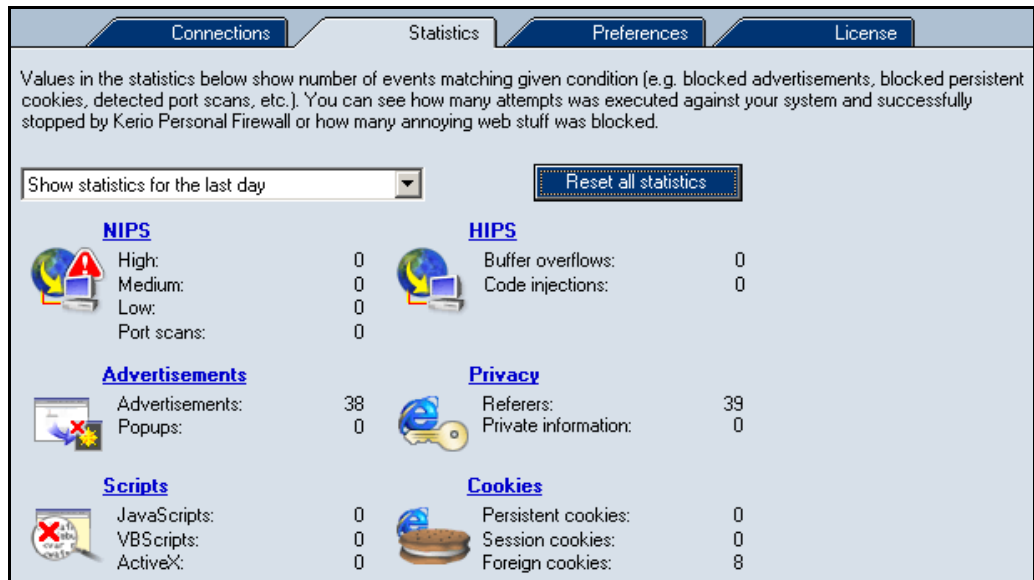 Connections Statistics Preferences License
Values in the statistics below show number of events matching given condition (e.g. blocked advertisements, blocked persistent
cookies, detected port scans, etc.). You can see how many attempts was executed against your system and successfully
stopped by Kerio Personal Firewall or how many annoying web stuff was blocked.
Show statistics for the last day Reset all statistics
NIPS
High: 0
Medium: 0
Low: 0
Port scans: 0
HIPS
Buffer overflows: 0
Code injections: 0
Advertisements
Advertisements: 38
Popups: 0
Privacy
Referers: 39
Private information: 0
Scripts
JavaScripts: 0
VBScripts: 0
ActiveX: 0
Cookies
Persistent cookies: 0
Session cookies: 0
Foreign cookies: 8